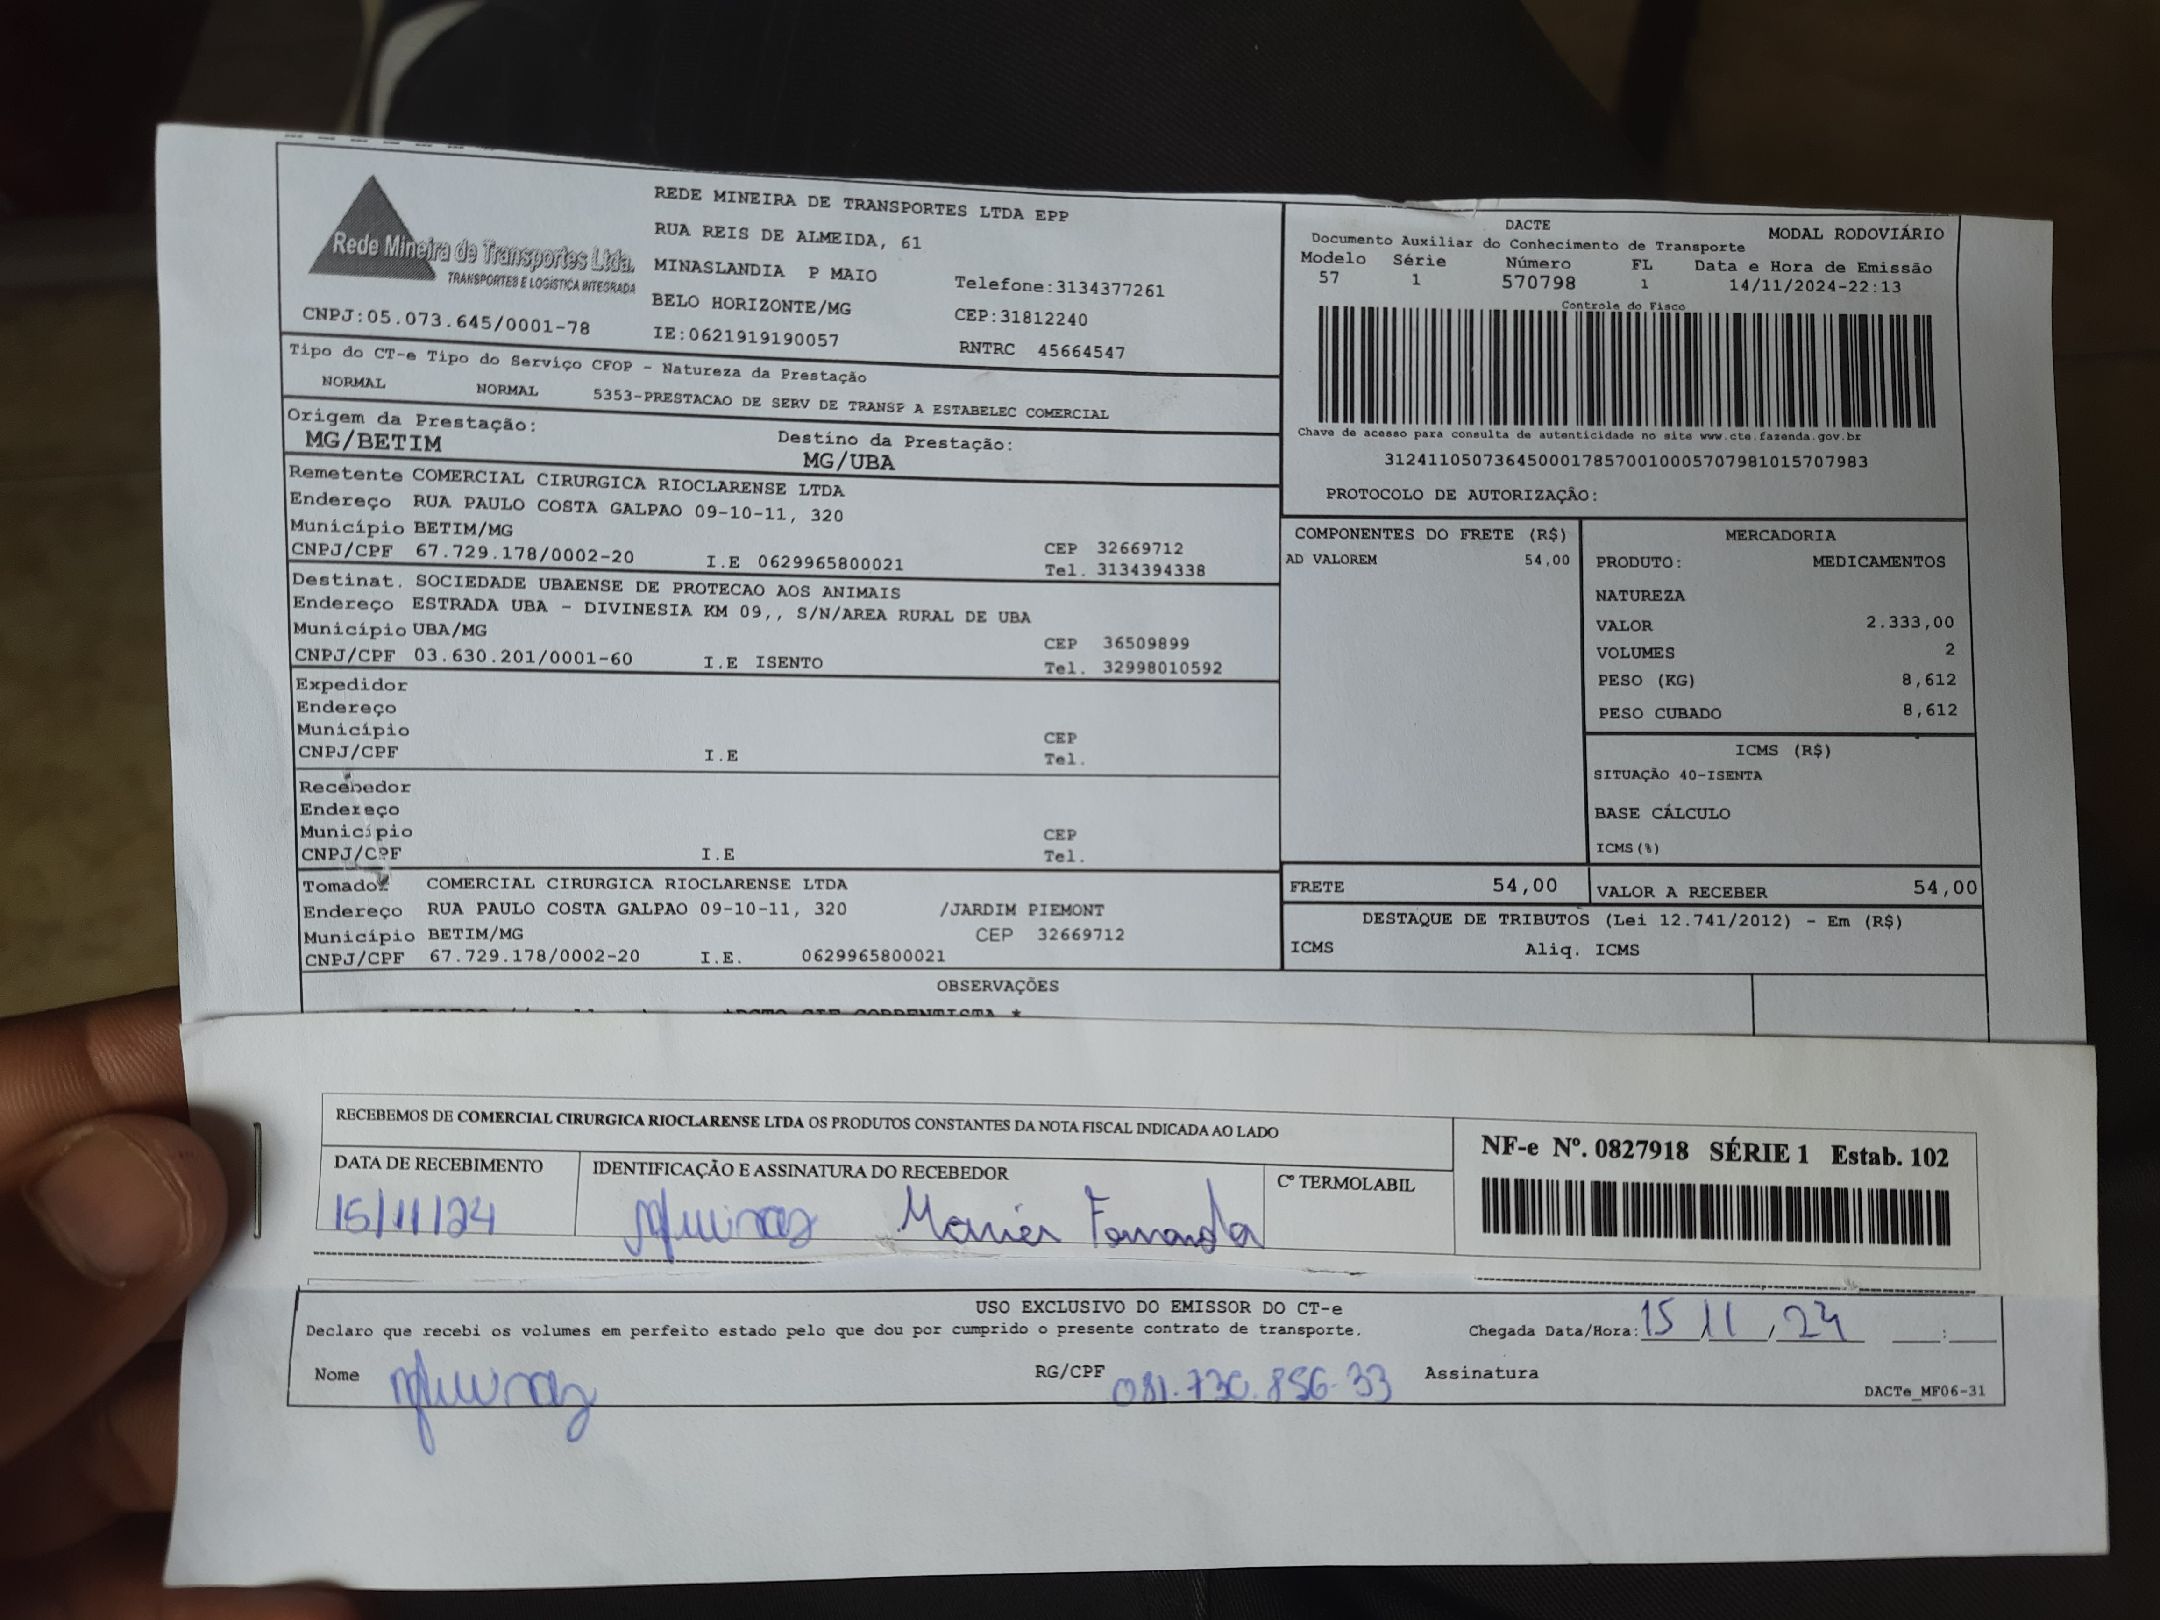 Rede Mineira de Transportes Ltda.
TRANSPORTES E LOGÍSTICA INTEGRADA
CNPJ:05.073.645/0001-78
REDE MINEIRA DE TRANSPORTES LTDA EPP
RUA REIS DE ALMEIDA, 61
MINASLANDIA P MAIO Telefone:3134377261
BELO HORIZONTE/MG CEP:31812240
IE:0621919190057 RNTRC 45664547
DACTE MODAL RODOVIÁRIO
Documento Auxiliar do Conhecimento de Transporte
Modelo Série Número FL Data e Hora de Emissão
57 1 570798 1 14/11/2024-22:13
Controle do Fisco
Chave de acesso para consulta de autenticidade no site www.cte.fazenda.gov.br
31241105073645000178570010005707981015707983
PROTOCOLO DE AUTORIZAÇÃO:
Tipo do CT-e Tipo do Serviço CFOP - Natureza da Prestação
NORMAL NORMAL 5353-PRESTACAO DE SERV DE TRANSP A ESTABELEC COMERCIAL
Origem da Prestação: Destino da Prestação:
MG/BETIM MG/UBA
Remetente COMERCIAL CIRURGICA RIOCLARENSE LTDA
Endereço RUA PAULO COSTA GALPAO 09-10-11, 320
Município BETIM/MG CEP 32669712
CNPJ/CPF 67.729.178/0002-20 I.E 0629965800021 Tel. 3134394338
Destinat. SOCIEDADE UBAENSE DE PROTECAO AOS ANIMAIS
Endereço ESTRADA UBA - DIVINESIA KM 09,, S/N/AREA RURAL DE UBA
Município UBA/MG CEP 36509899
CNPJ/CPF 03.630.201/0001-60 I.E ISENTO Tel. 32998010592
Expedidor
Endereço
Município CEP
CNPJ/CPF I.E Tel.
Recebedor
Endereço
Município CEP
CNPJ/CPF I.E Tel.
Tomador COMERCIAL CIRURGICA RIOCLARENSE LTDA
Endereço RUA PAULO COSTA GALPAO 09-10-11, 320 /JARDIM PIEMONT
Município BETIM/MG CEP 32669712
CNPJ/CPF 67.729.178/0002-20 I.E. 0629965800021
COMPONENTES DO FRETE (R$)
AD VALOREM 54,00
MERCADORIA
PRODUTO: MEDICAMENTOS
NATUREZA
VALOR 2.333,00
VOLUMES 2
PESO (KG) 8,612
PESO CUBADO 8,612
ICMS (R$)
SITUAÇÃO 40-ISENTA
BASE CÁLCULO
ICMS(%)
FRETE 54,00 VALOR A RECEBER 54,00
DESTAQUE DE TRIBUTOS (Lei 12.741/2012) - Em (R$)
ICMS Aliq. ICMS
OBSERVAÇÕES
RECEBEMOS DE COMERCIAL CIRURGICA RIOCLARENSE LTDA OS PRODUTOS CONSTANTES DA NOTA FISCAL INDICADA AO LADO
DATA DE RECEBIMENTO IDENTIFICAÇÃO E ASSINATURA DO RECEBEDOR Cº TERMOLABIL
15/11/24
NF-e Nº. 0827918 SÉRIE 1 Estab. 102
USO EXCLUSIVO DO EMISSOR DO CT-e
Declaro que recebi os volumes em perfeito estado pelo que dou por cumprido o presente contrato de transporte. Chegada Data/Hora: 15/11/24 :
Nome RG/CPF 081.730.856-33 Assinatura
DACTe_MF06-31